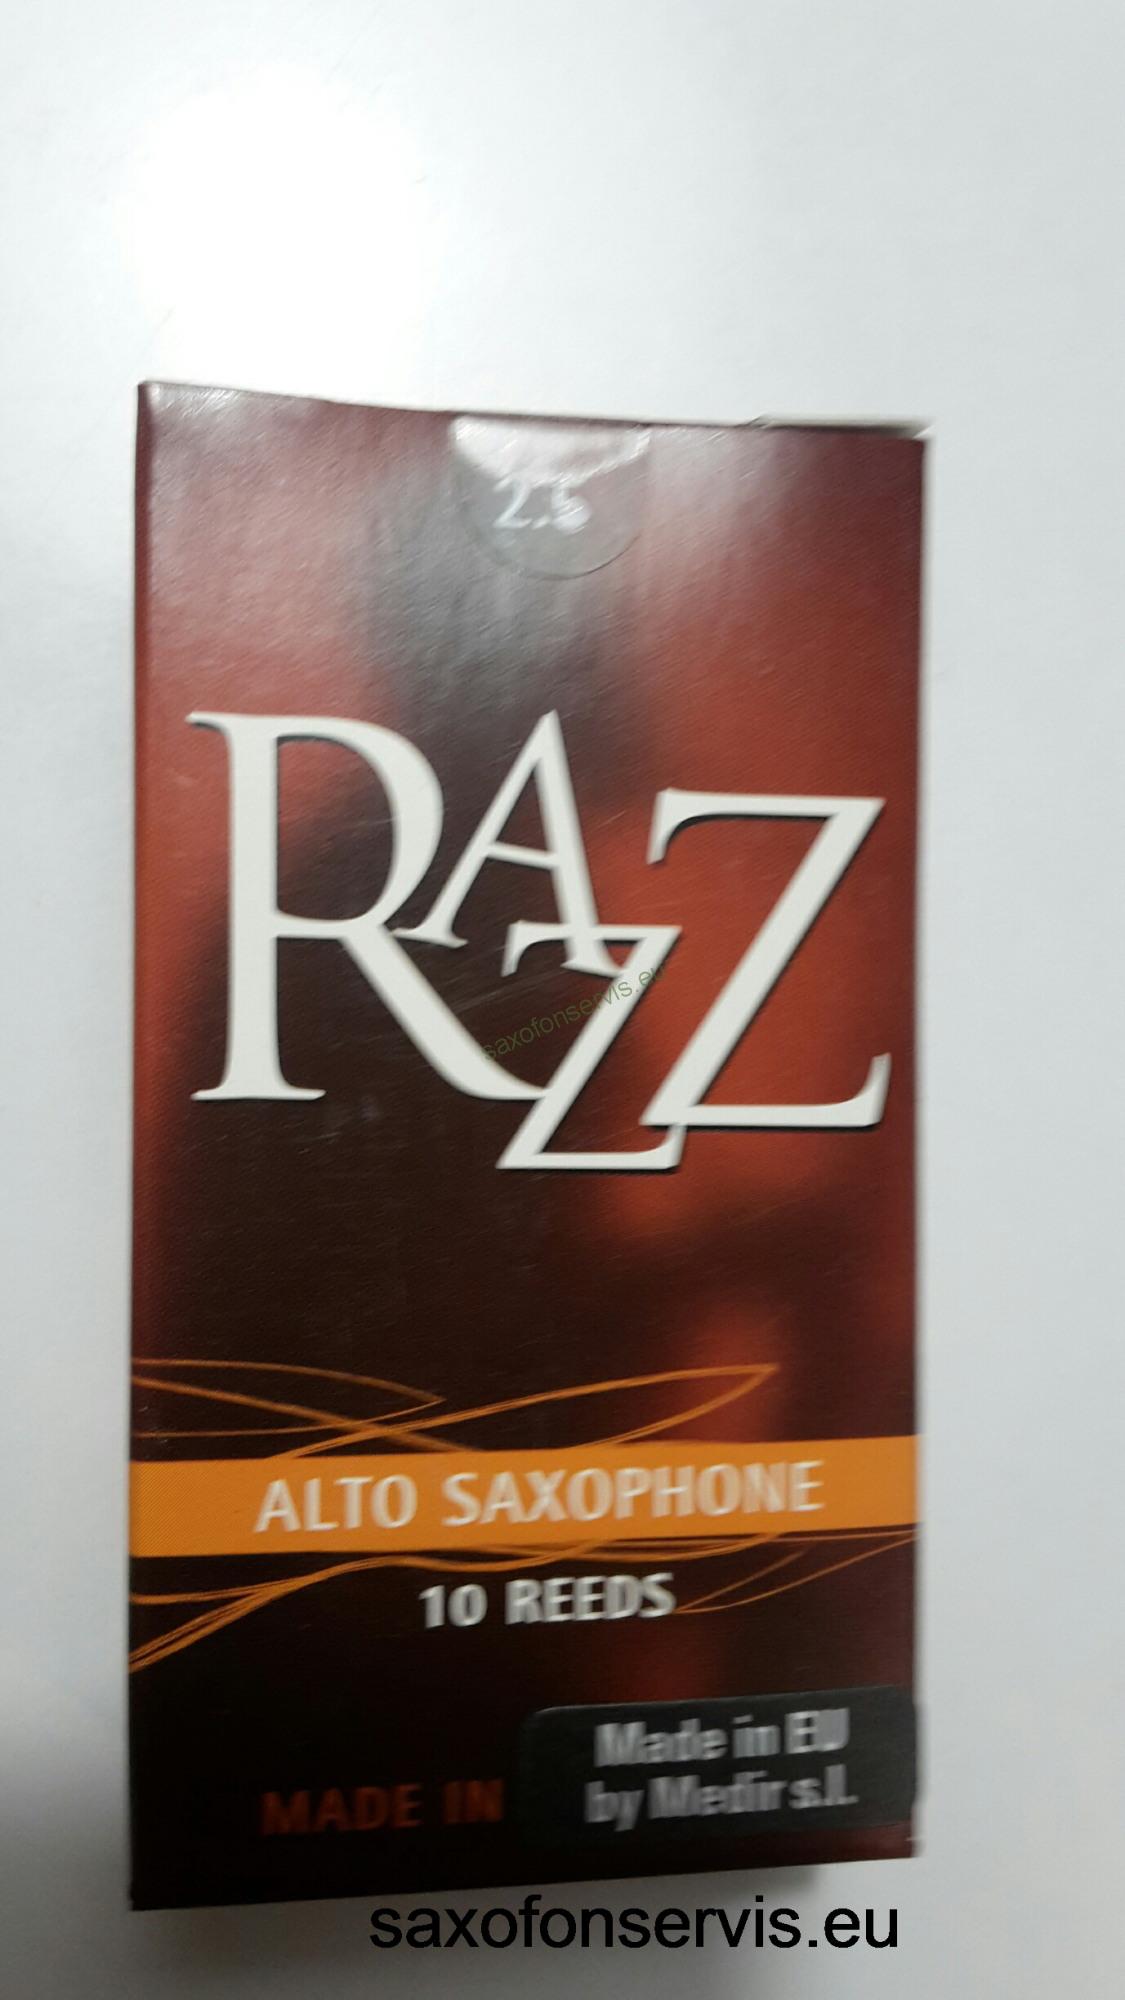 2.5
RAZZ
saxofonservis.eu
ALTO SAXOPHONE
10 REEDS
MADE IN
Made in EU
by Medir s.l.
saxofonservis.eu